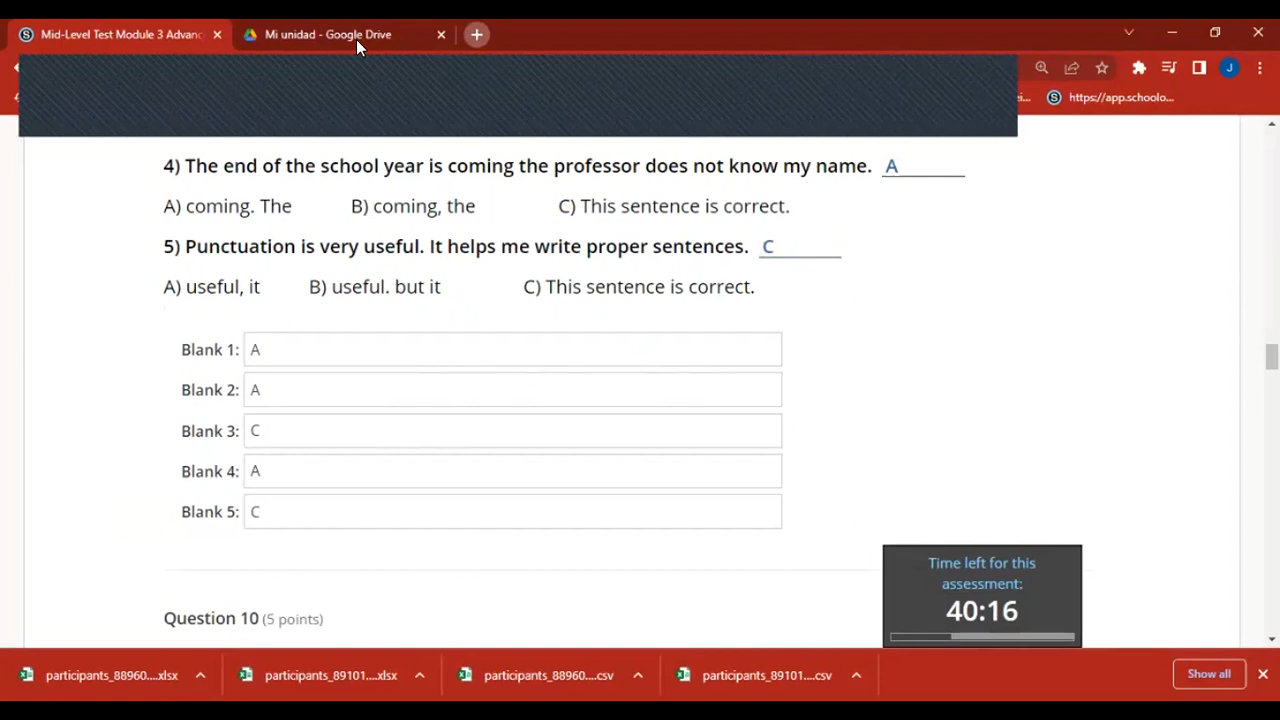 Mid-Level Test Module 3 Advanc
Mi unidad - Google Drive
J
ei...
https://app.schoolo...
4) The end of the school year is coming the professor does not know my name. A
A) coming. The B) coming, the C) This sentence is correct.
5) Punctuation is very useful. It helps me write proper sentences. C
A) useful, it B) useful. but it C) This sentence is correct.
Blank 1: A
Blank 2: A
Blank 3: C
Blank 4: A
Blank 5: C
Time left for this
assessment:
40:16
Question 10 (5 points)
participants_88960....xlsx
participants_89101....xlsx
participants_88960....csv
participants_89101....csv
Show all